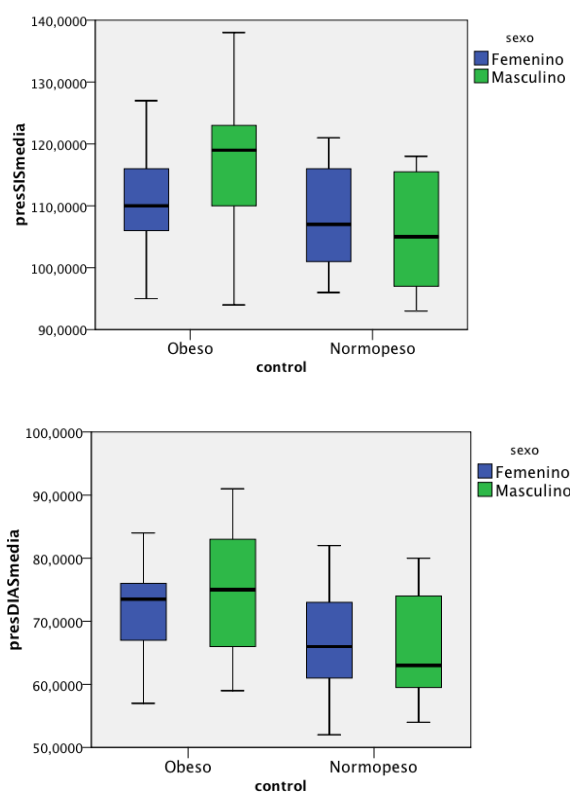 140,0000
130,0000
120,0000
110,0000
100,0000
90,0000
presSISmedia
Obeso
Normopeso
control
sexo
Femenino
Masculino
100,0000
90,0000
80,0000
70,0000
60,0000
50,0000
presDIASmedia
Obeso
Normopeso
control
sexo
Femenino
Masculino